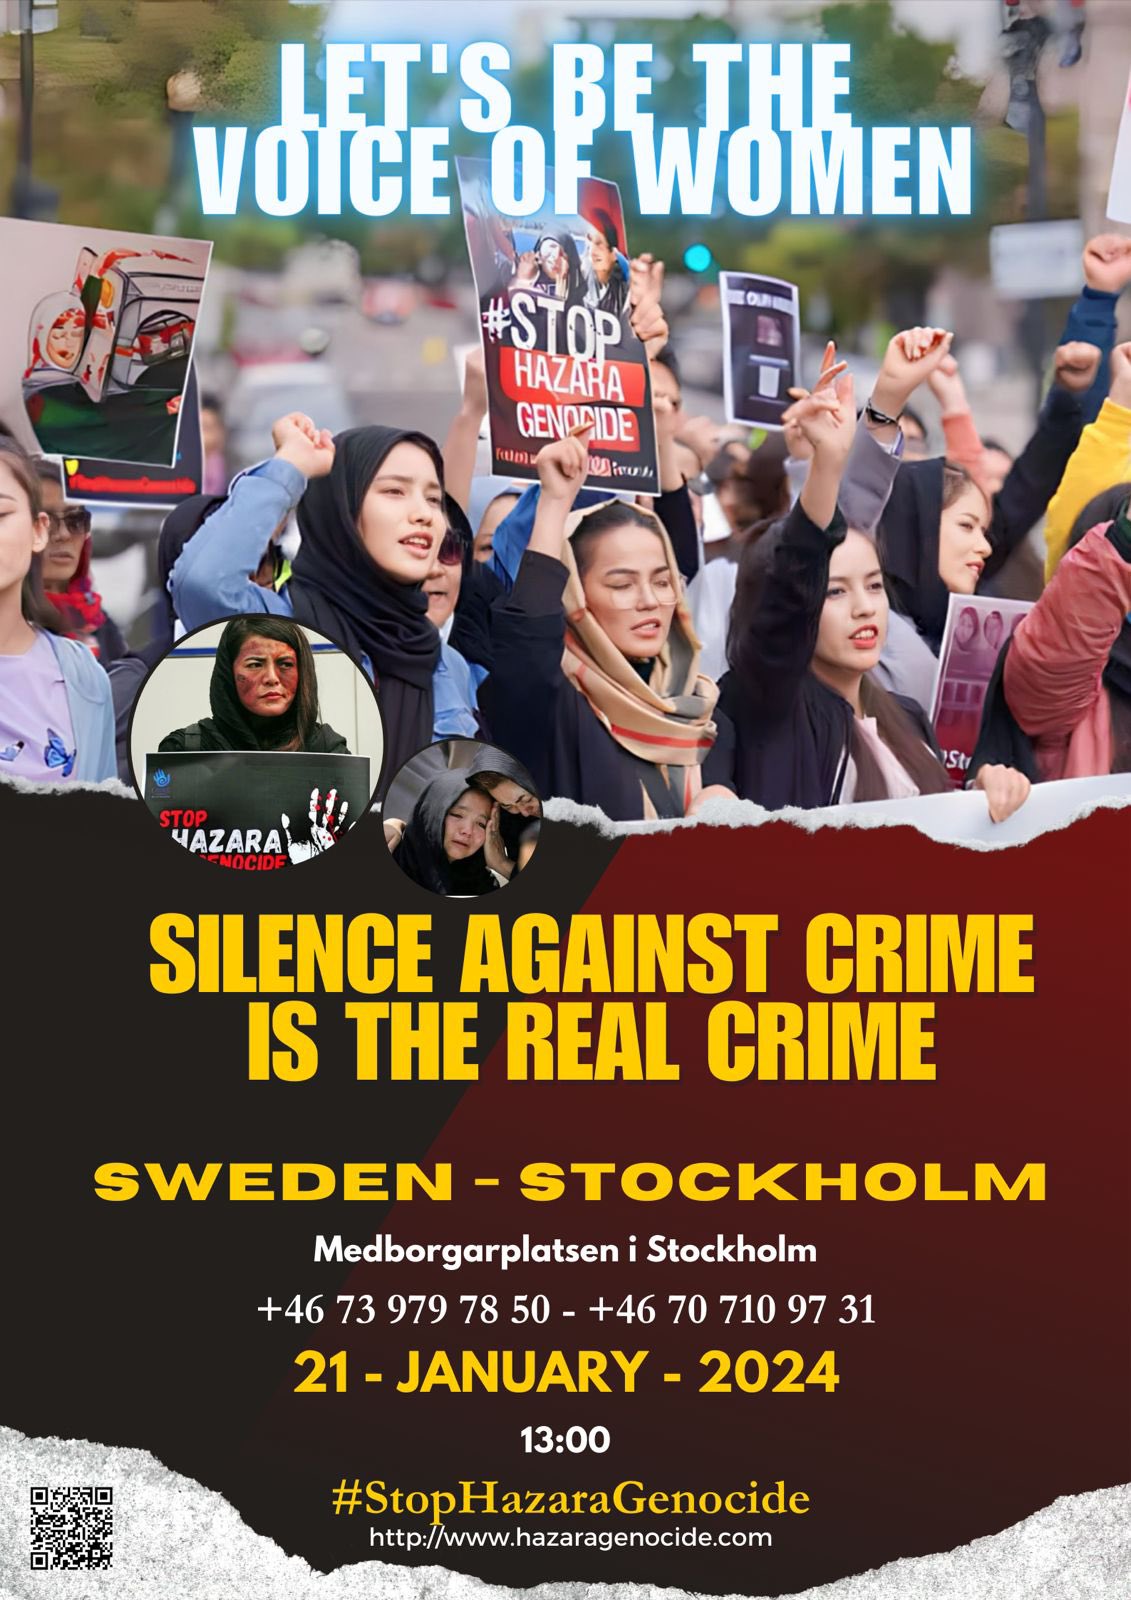 LET'S BE THE
VOICE OF WOMEN
#STOP
HAZARA
GENOCIDE
STOP
HAZARA
GENOCIDE
SILENCE AGAINST CRIME
IS THE REAL CRIME
SWEDEN - STOCKHOLM
Medborgarplatsen i Stockholm
+46 73 979 78 50 - +46 70 710 97 31
21 - JANUARY - 2024
13:00
#StopHazaraGenocide
http://www.hazaragenocide.com